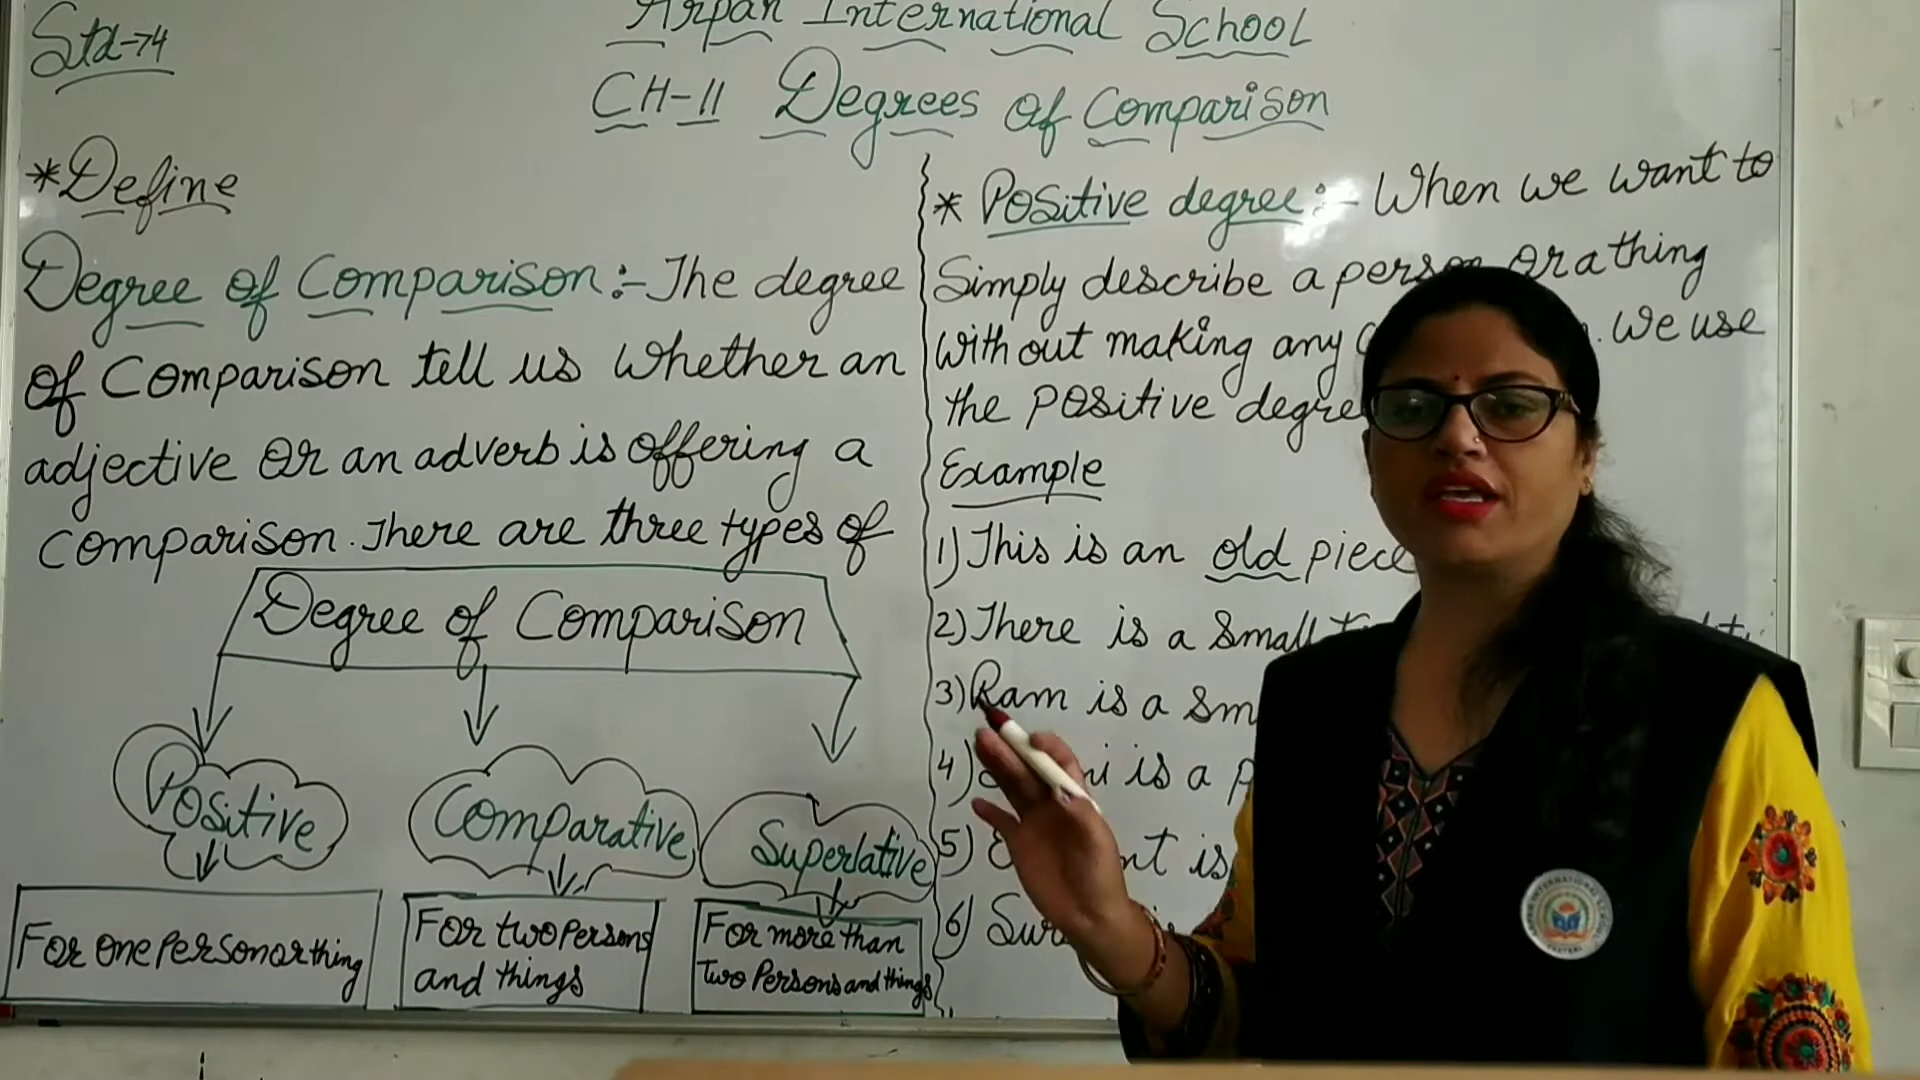 Std-4
Arpan International School
CH-11 Degrees of Comparison
*Define
Degree of Comparison:- The degree
of Comparison tell us whether an
adjective or an adverb is offering a
comparison. There are three types of
Degree of Comparison
Positive
Comparative
Superlative
For one person or thing
For two persons
and things
For more than
two persons and things
* Positive degree:- When we want to
Simply describe a person or a thing
without making any . We use
the positive degree
Example
1) This is an old piece
2) There is a small
3) Ram is a
4) is a
5) is
6)